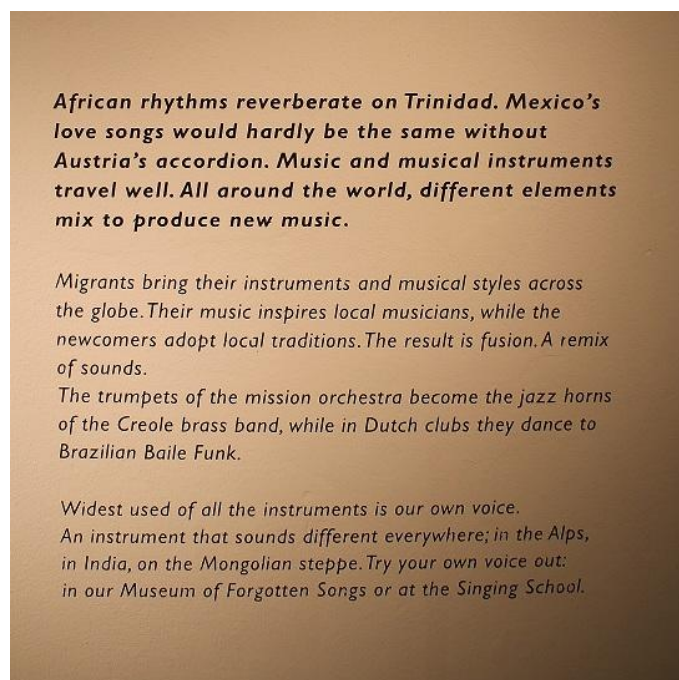 African rhythms reverberate on Trinidad. Mexico's
love songs would hardly be the same without
Austria's accordion. Music and musical instruments
travel well. All around the world, different elements
mix to produce new music.
Migrants bring their instruments and musical styles across
the globe. Their music inspires local musicians, while the
newcomers adopt local traditions. The result is fusion. A remix
of sounds.
The trumpets of the mission orchestra become the jazz horns
of the Creole brass band, while in Dutch clubs they dance to
Brazilian Baile Funk.
Widest used of all the instruments is our own voice.
An instrument that sounds different everywhere; in the Alps,
in India, on the Mongolian steppe. Try your own voice out:
in our Museum of Forgotten Songs or at the Singing School.